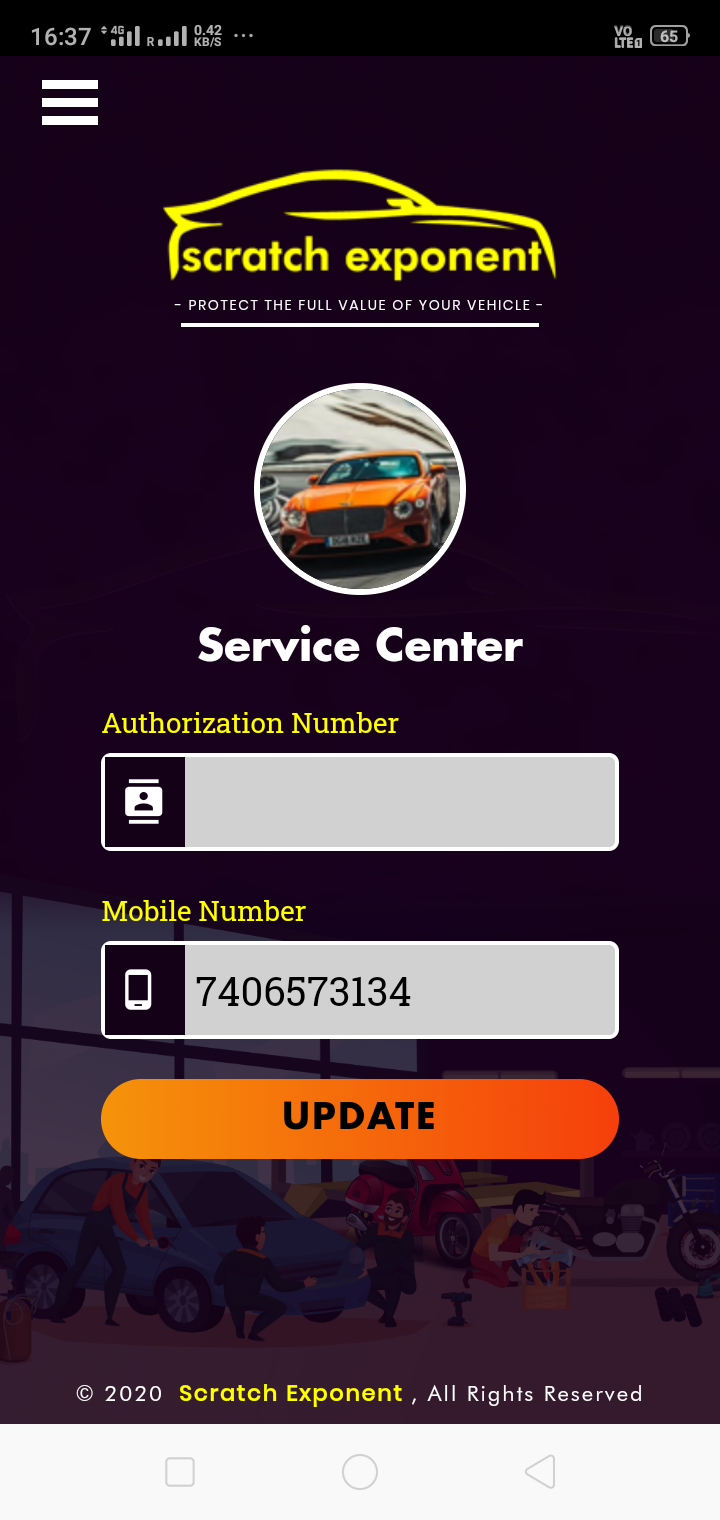 16:37 4G R 0.42 KB/S ... VO LTE 65
scratch exponent
- PROTECT THE FULL VALUE OF YOUR VEHICLE -
Service Center
Authorization Number
Mobile Number
7406573134
UPDATE
© 2020 Scratch Exponent , All Rights Reserved